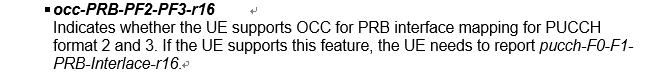 ▪ occ-PRB-PF2-PF3-r16 ↵
Indicates whether the UE supports OCC for PRB interface mapping for PUCCH
format 2 and 3. If the UE supports this feature, the UE needs to report pucch-F0-F1-
PRB-Interlace-r16.↵